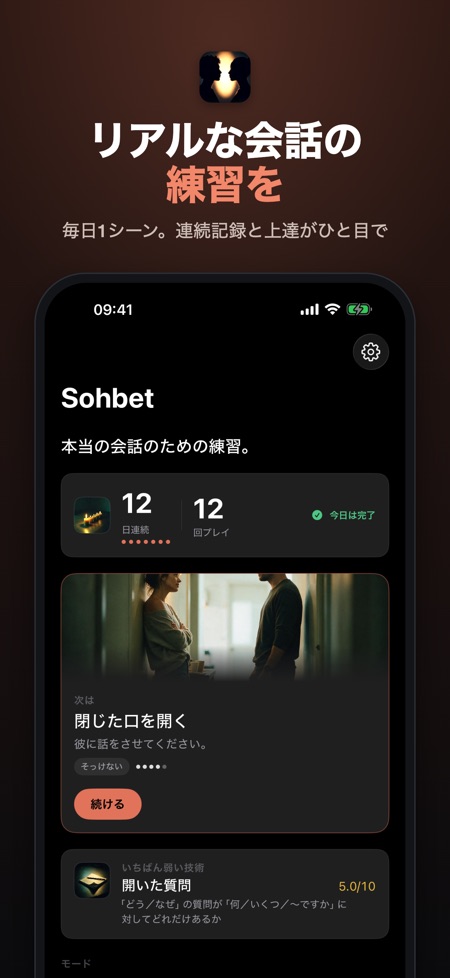 リアルな会話の
練習を
毎日1シーン。連続記録と上達がひと目で
09:41
Sohbet
本当の会話のための練習。
12
日連続
12
回プレイ
今日は完了
次は
閉じた口を開く
彼に話をさせてください。
そっけない
続ける
いちばん弱い技術
開いた質問
5.0/10
「どう／なぜ」の質問が「何／いくつ／〜ですか」に
対してどれだけあるか
モード